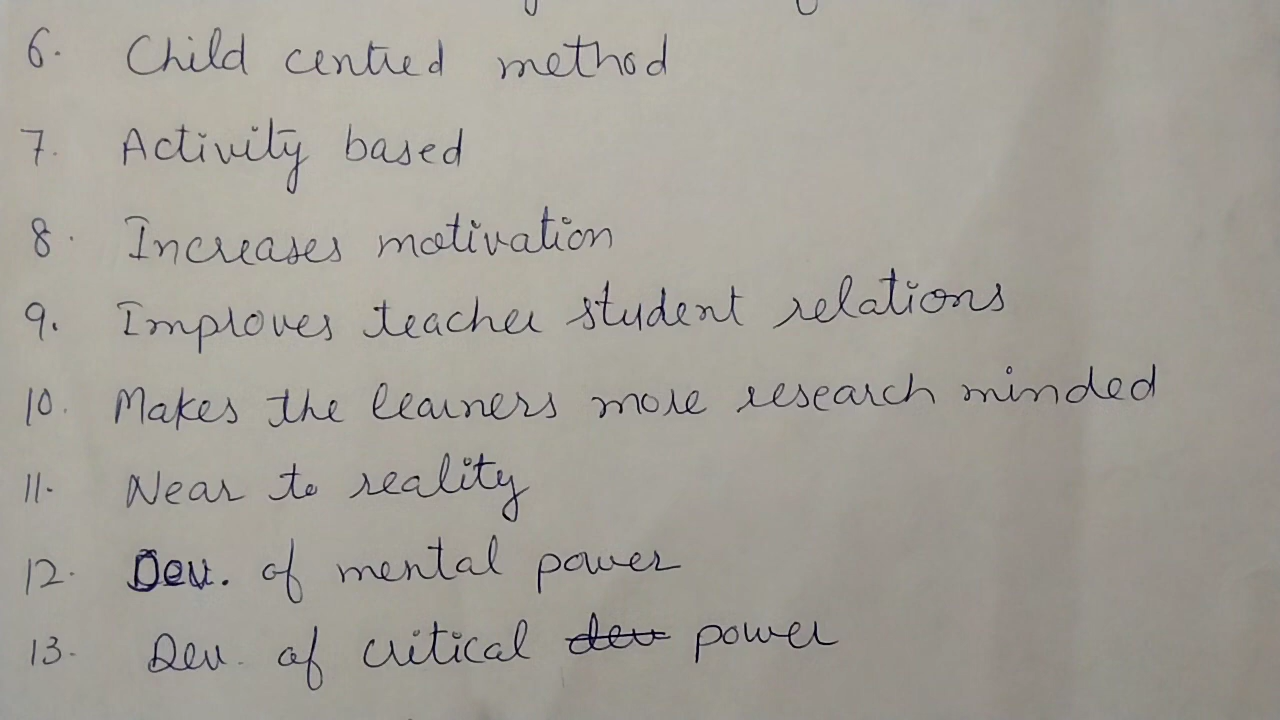 6. Child centred method
7. Activity based
8. Increases motivation
9. Improves teacher student relations
10. Makes the learners more research minded
11. Near to reality
12. Dev. of mental power
13. Dev. of critical dev power